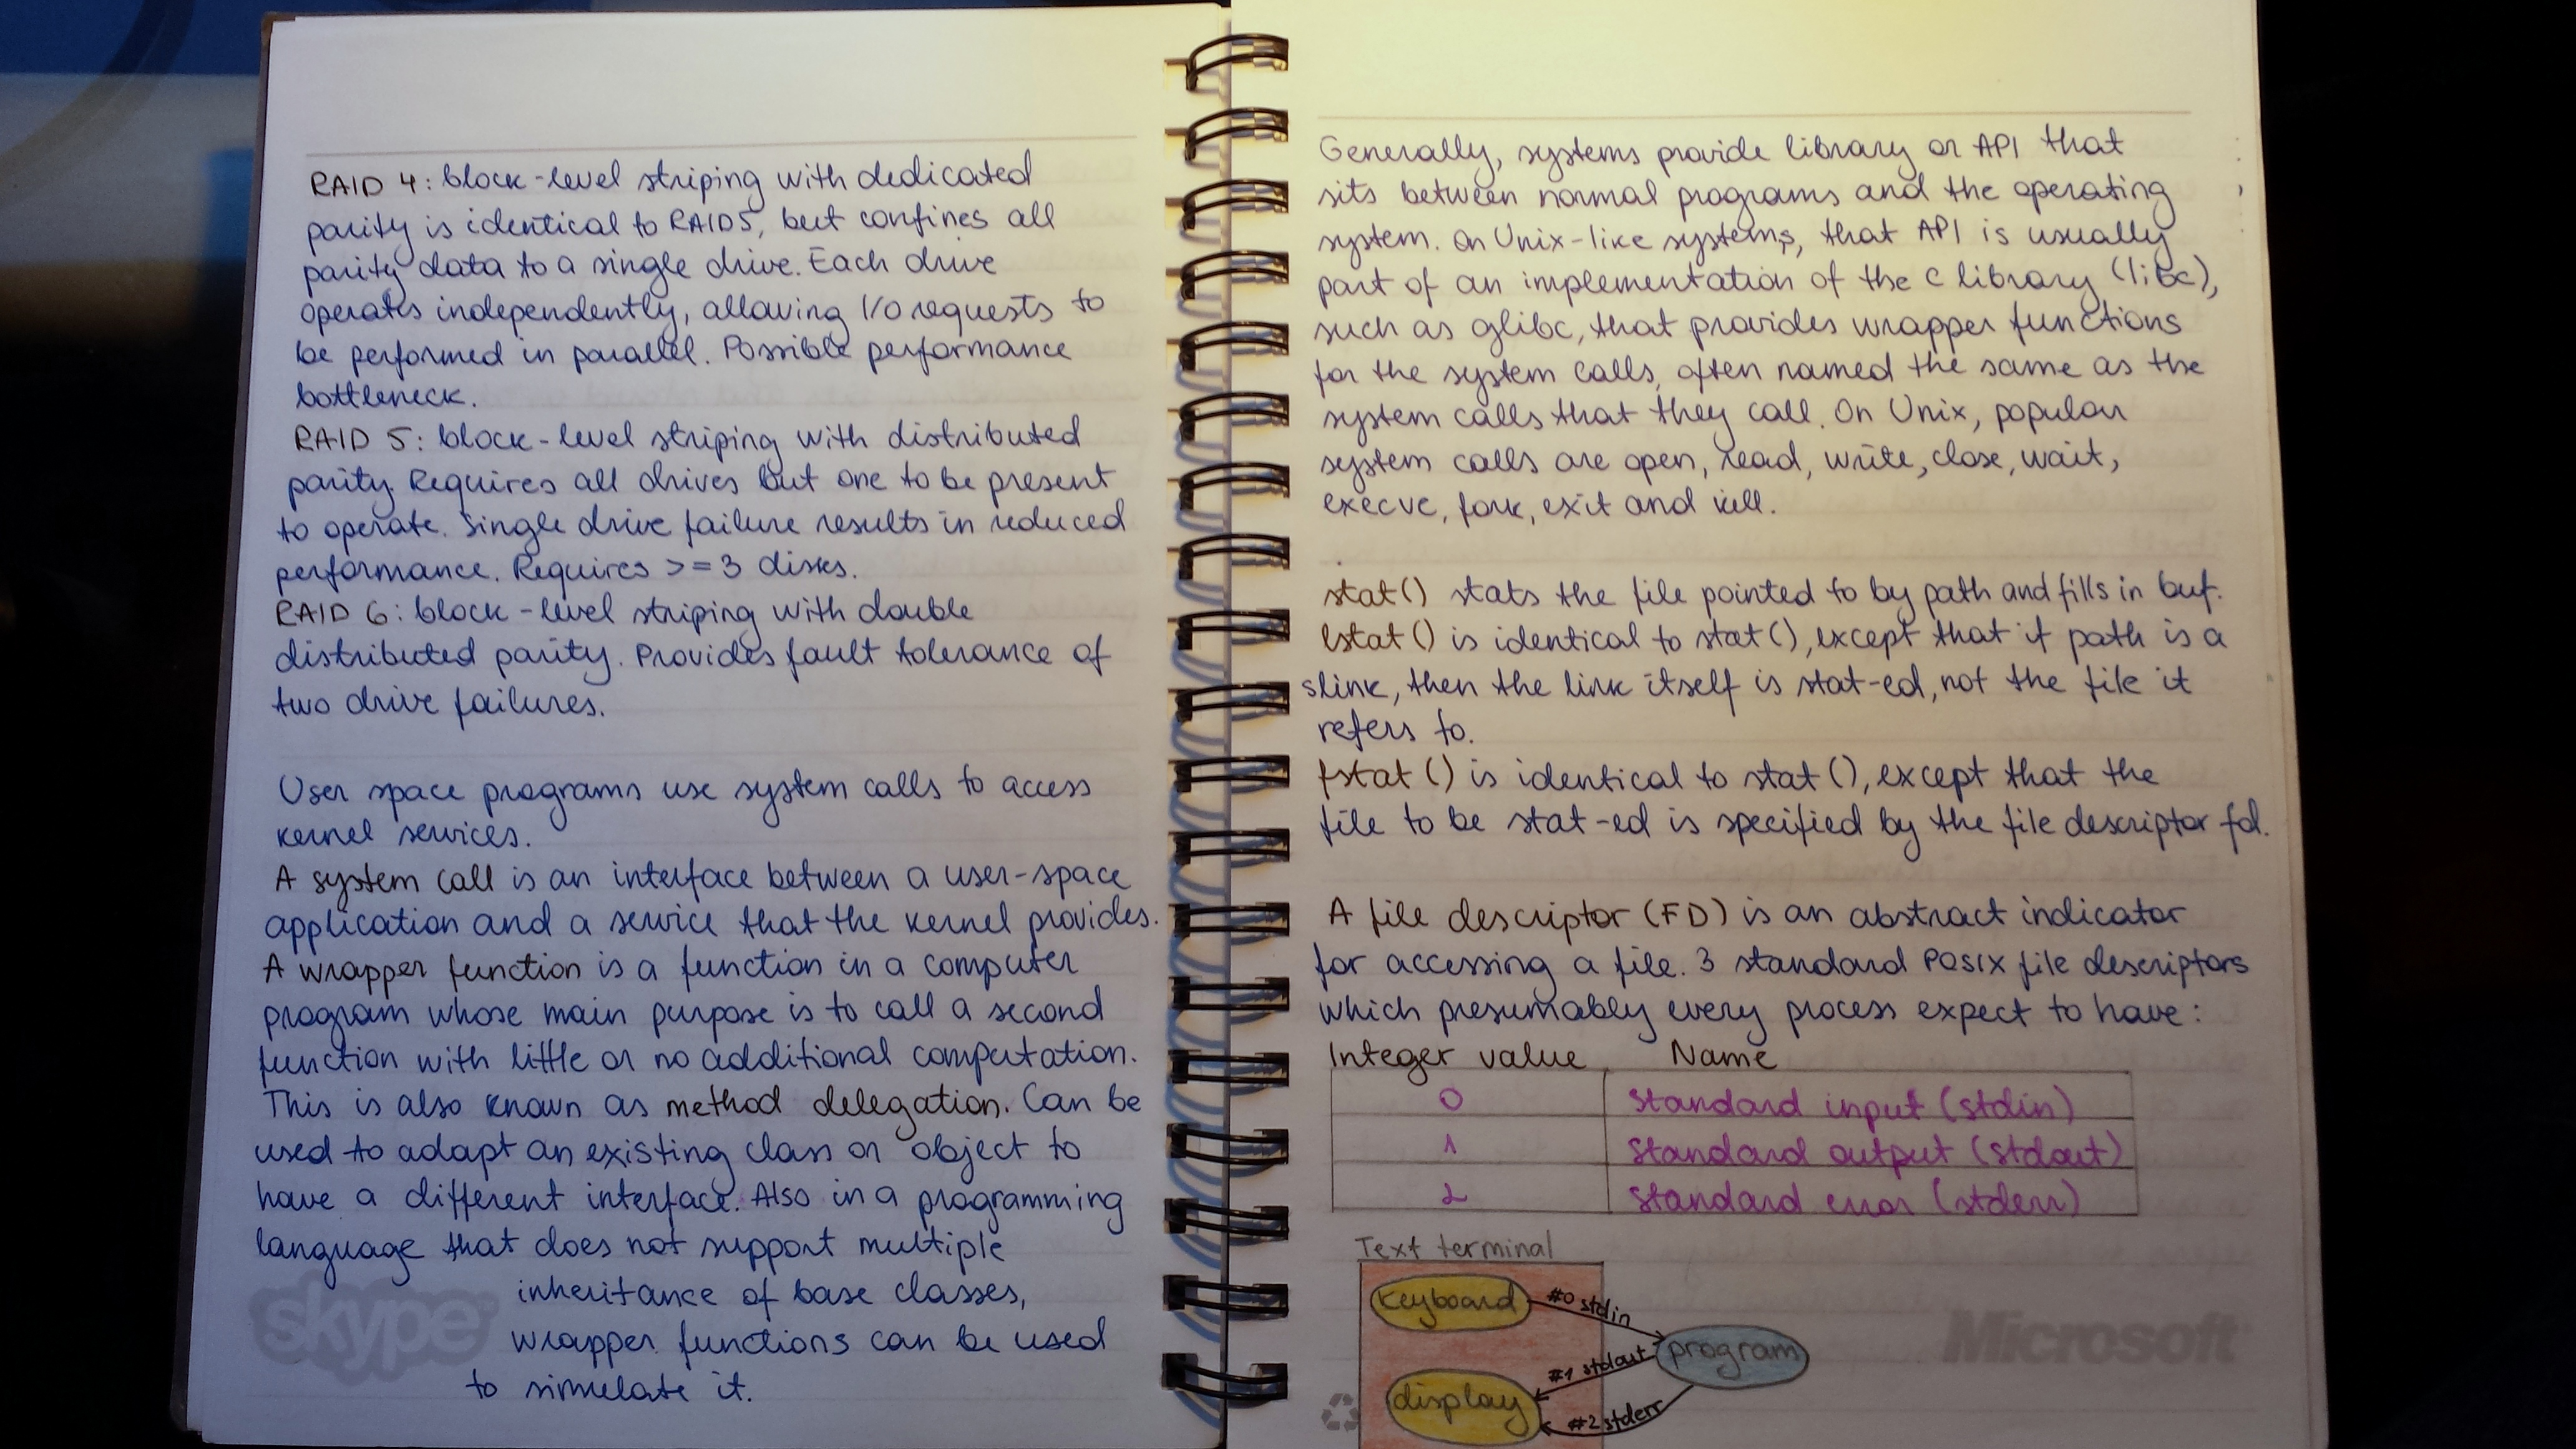 RAID 4: block-level striping with dedicated
parity is identical to RAID5, but confines all
parity data to a single drive. Each drive
operates independently, allowing I/O requests to
be performed in parallel. Possible performance
bottleneck.
RAID 5: block-level striping with distributed
parity. Requires all drives but one to be present
to operate. Single drive failure results in reduced
performance. Requires >=3 disks.
RAID 6: block-level striping with double
distributed parity. Provides fault tolerance of
two drive failures.
User space programs use system calls to access
kernel services.
A system call is an interface between a user-space
application and a service that the kernel provides.
A wrapper function is a function in a computer
program whose main purpose is to call a second
function with little or no additional computation.
This is also known as method delegation. Can be
used to adapt an existing class or object to
have a different interface. Also in a programming
language that does not support multiple
inheritance of base classes,
wrapper functions can be used
to simulate it.
skype
Generally, systems provide library or API that
sits between normal programs and the operating
system. On Unix-like systems, that API is usually
part of an implementation of the C library (libc),
such as glibc, that provides wrapper functions
for the system calls, often named the same as the
system calls that they call. On Unix, popular
system calls are open, read, write, close, wait,
execve, fork, exit and kill.
stat() stats the file pointed to by path and fills in buf.
lstat() is identical to stat(), except that if path is a
slink, then the link itself is stat-ed, not the file it
refers to.
fstat() is identical to stat(), except that the
file to be stat-ed is specified by the file descriptor fd.
A file descriptor (FD) is an abstract indicator
for accessing a file. 3 standard POSIX file descriptors
which presumably every process expect to have:
Integer value Name
0 Standard input (stdin)
1 Standard output (stdout)
2 Standard error (stderr)
Text terminal
keyboard
#0 stdin
program
#1 stdout
display
#2 stderr
Microsoft